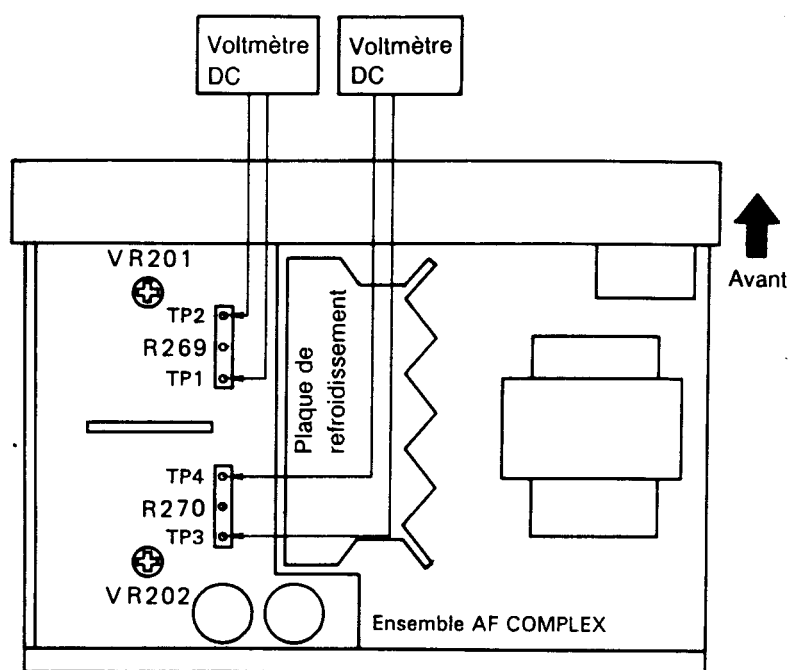 Voltmètre
DC
Voltmètre
DC
Avant
VR201
TP2
R269
TP1
Plaque de
refroidissement
TP4
R270
TP3
VR202
Ensemble AF COMPLEX